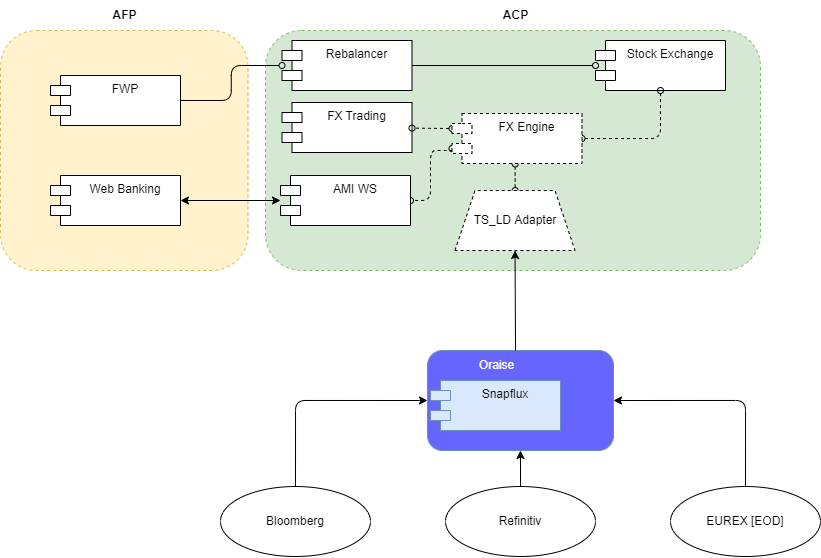 AFP
ACP
Rebalancer
Stock Exchange
FWP
FX Trading
FX Engine
Web Banking
AMI WS
TS_LD Adapter
Oraise
Snapflux
Bloomberg
Refinitiv
EUREX [EOD]